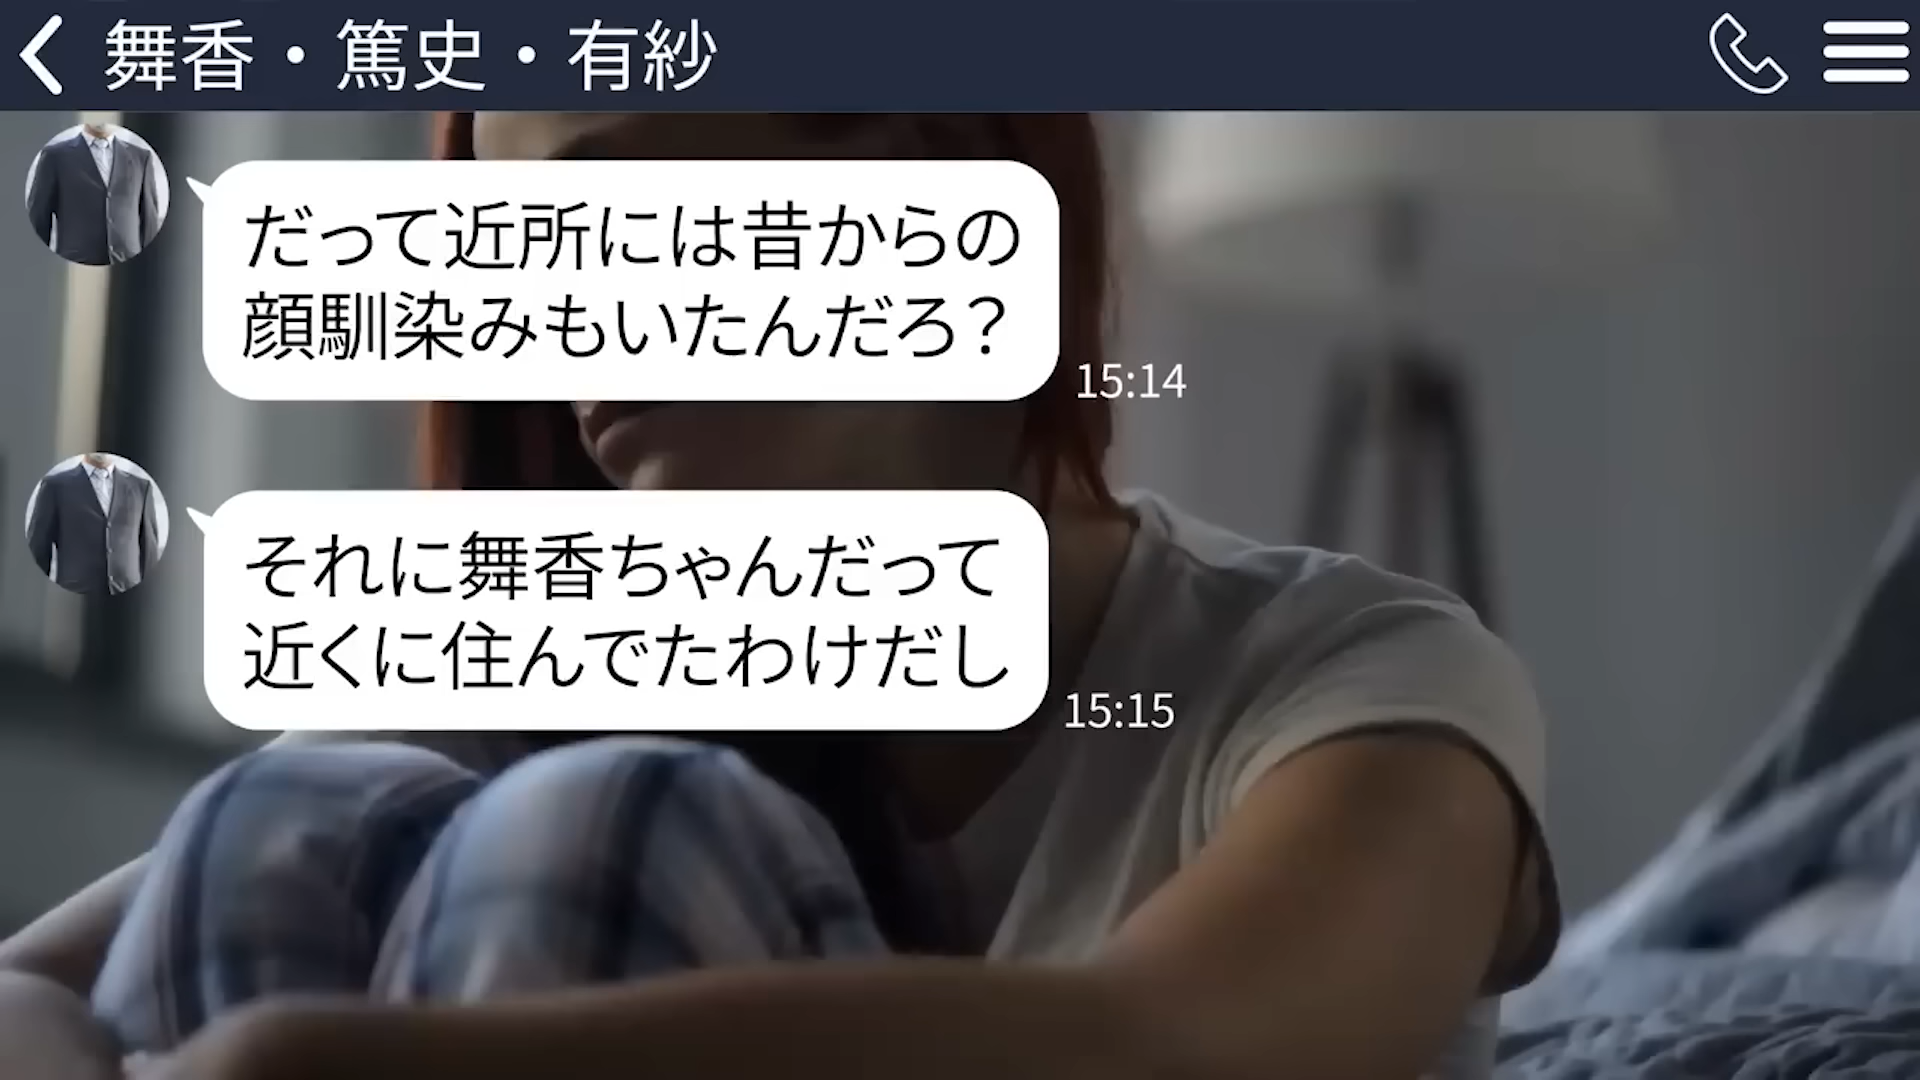 舞香・篤史・有紗
だって近所には昔からの
顔馴染みもいたんだろ?
15:14
それに舞香ちゃんだって
近くに住んでたわけだし
15:15